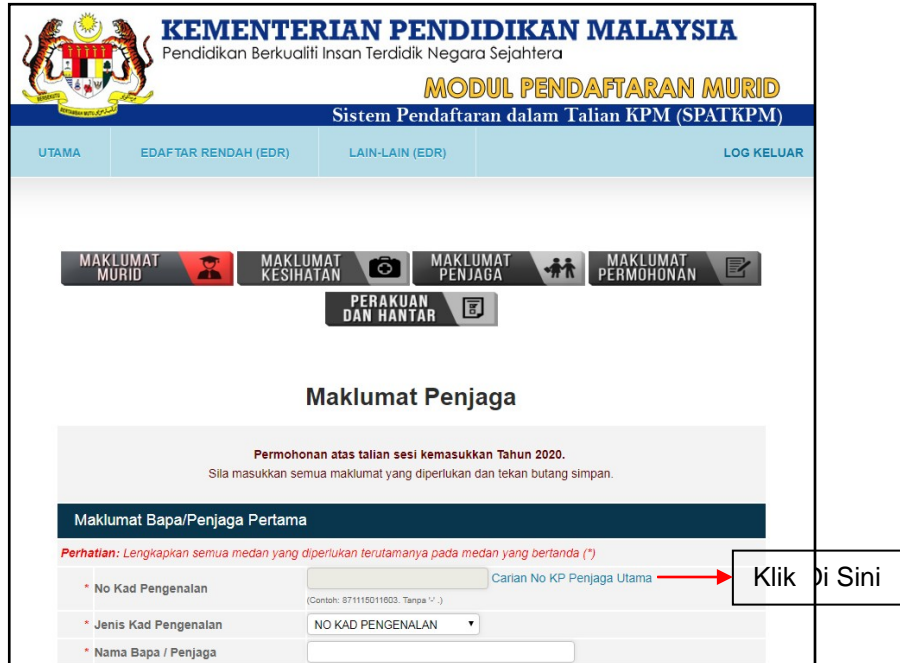 KEMENTERIAN PENDIDIKAN MALAYSIA
Pendidikan Berkualiti Insan Terdidik Negara Sejahtera
MODUL PENDAFTARAN MURID
Sistem Pendaftaran dalam Talian KPM (SPATKPM)
UTAMA EDAFTAR RENDAH (EDR) LAIN-LAIN (EDR) LOG KELUAR
MAKLUMAT MURID
MAKLUMAT KESIHATAN
MAKLUMAT PENJAGA
MAKLUMAT PERMOHONAN
PERAKUAN DAN HANTAR
Maklumat Penjaga
Permohonan atas talian sesi kemasukkan Tahun 2020.
Sila masukkan semua maklumat yang diperlukan dan tekan butang simpan.
Maklumat Bapa/Penjaga Pertama
Perhatian: Lengkapkan semua medan yang diperlukan terutamanya pada medan yang bertanda (*)
* No Kad Pengenalan
Carian No KP Penjaga Utama
Klik Di Sini
(Contoh: 871115011603. Tanpa '-' .)
* Jenis Kad Pengenalan NO KAD PENGENALAN
* Nama Bapa / Penjaga